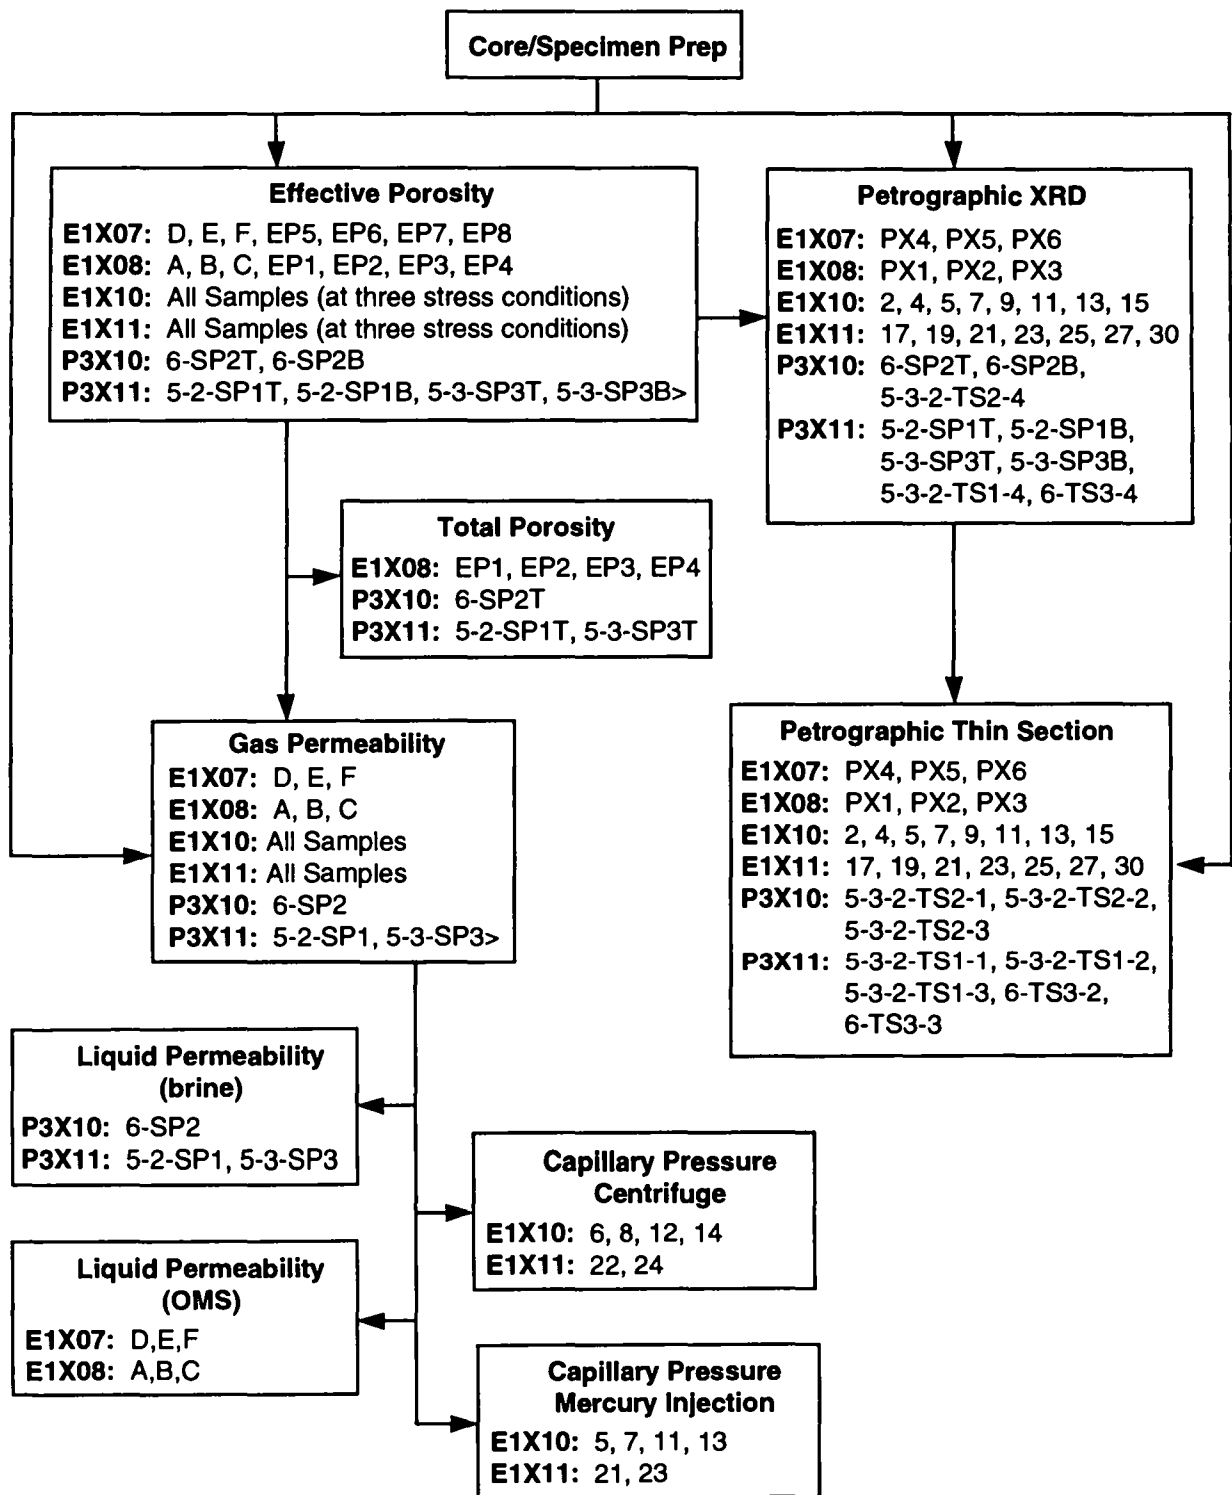 Core/Specimen Prep
Effective Porosity
E1X07: D, E, F, EP5, EP6, EP7, EP8
E1X08: A, B, C, EP1, EP2, EP3, EP4
E1X10: All Samples (at three stress conditions)
E1X11: All Samples (at three stress conditions)
P3X10: 6-SP2T, 6-SP2B
P3X11: 5-2-SP1T, 5-2-SP1B, 5-3-SP3T, 5-3-SP3B>
Petrographic XRD
E1X07: PX4, PX5, PX6
E1X08: PX1, PX2, PX3
E1X10: 2, 4, 5, 7, 9, 11, 13, 15
E1X11: 17, 19, 21, 23, 25, 27, 30
P3X10: 6-SP2T, 6-SP2B,
5-3-2-TS2-4
P3X11: 5-2-SP1T, 5-2-SP1B,
5-3-SP3T, 5-3-SP3B,
5-3-2-TS1-4, 6-TS3-4
Total Porosity
E1X08: EP1, EP2, EP3, EP4
P3X10: 6-SP2T
P3X11: 5-2-SP1T, 5-3-SP3T
Gas Permeability
E1X07: D, E, F
E1X08: A, B, C
E1X10: All Samples
E1X11: All Samples
P3X10: 6-SP2
P3X11: 5-2-SP1, 5-3-SP3>
Petrographic Thin Section
E1X07: PX4, PX5, PX6
E1X08: PX1, PX2, PX3
E1X10: 2, 4, 5, 7, 9, 11, 13, 15
E1X11: 17, 19, 21, 23, 25, 27, 30
P3X10: 5-3-2-TS2-1, 5-3-2-TS2-2,
5-3-2-TS2-3
P3X11: 5-3-2-TS1-1, 5-3-2-TS1-2,
5-3-2-TS1-3, 6-TS3-2,
6-TS3-3
Liquid Permeability
(brine)
P3X10: 6-SP2
P3X11: 5-2-SP1, 5-3-SP3
Capillary Pressure
Centrifuge
E1X10: 6, 8, 12, 14
E1X11: 22, 24
Liquid Permeability
(OMS)
E1X07: D,E,F
E1X08: A,B,C
Capillary Pressure
Mercury Injection
E1X10: 5, 7, 11, 13
E1X11: 21, 23